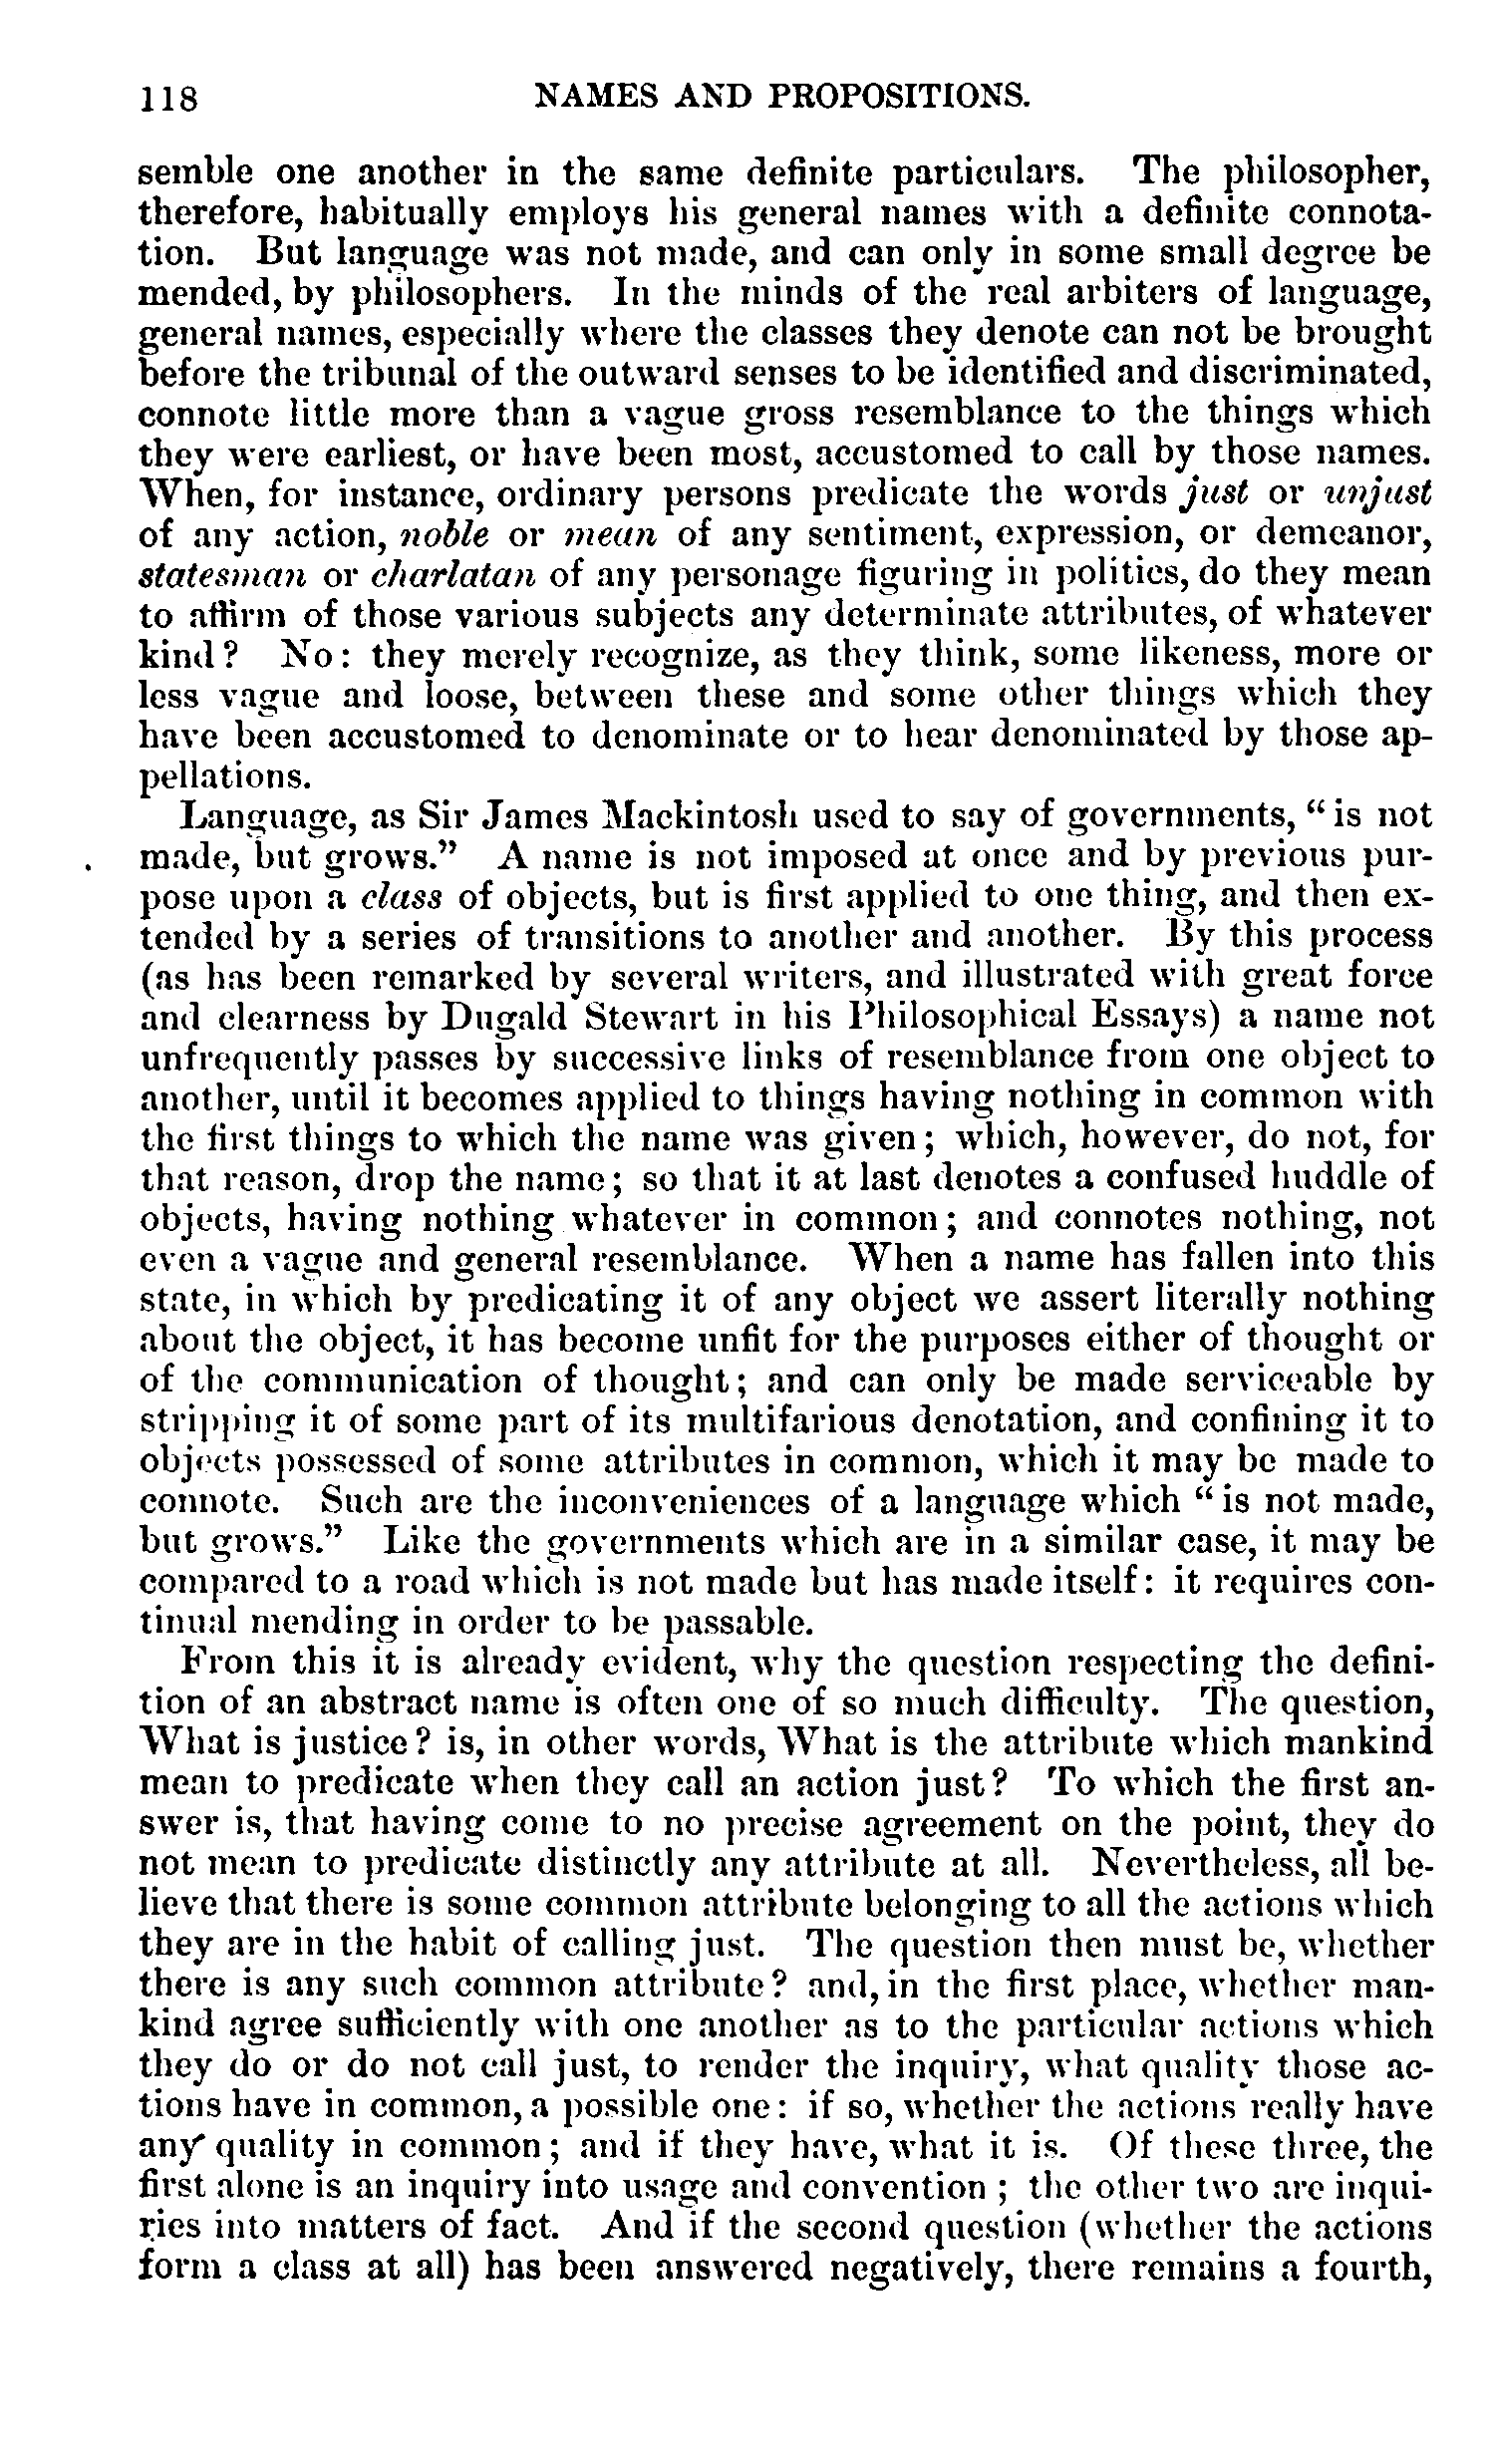 118 NAMES AND PROPOSITIONS.
semble one another in the same definite particulars. The philosopher,
therefore, habitually employs his general names with a definite connota-
tion. But language was not made, and can only in some small degree be
mended, by philosophers. In the minds of the real arbiters of language,
general names, especially where the classes they denote can not be brought
before the tribunal of the outward senses to be identified and discriminated,
connote little more than a vague gross resemblance to the things which
they were earliest, or have been most, accustomed to call by those names.
When, for instance, ordinary persons predicate the words just or unjust
of any action, noble or mean of any sentiment, expression, or demeanor,
statesman or charlatan of any personage figuring in politics, do they mean
to affirm of those various subjects any determinate attributes, of whatever
kind? No: they merely recognize, as they think, some likeness, more or
less vague and loose, between these and some other things which they
have been accustomed to denominate or to hear denominated by those ap-
pellations.
Language, as Sir James Mackintosh used to say of governments, “is not
made, but grows.” A name is not imposed at once and by previous pur-
pose upon a class of objects, but is first applied to one thing, and then ex-
tended by a series of transitions to another and another. By this process
(as has been remarked by several writers, and illustrated with great force
and clearness by Dugald Stewart in his Philosophical Essays) a name not
unfrequently passes by successive links of resemblance from one object to
another, until it becomes applied to things having nothing in common with
the first things to which the name was given; which, however, do not, for
that reason, drop the name; so that it at last denotes a confused huddle of
objects, having nothing whatever in common; and connotes nothing, not
even a vague and general resemblance. When a name has fallen into this
state, in which by predicating it of any object we assert literally nothing
about the object, it has become unfit for the purposes either of thought or
of the communication of thought; and can only be made serviceable by
stripping it of some part of its multifarious denotation, and confining it to
objects possessed of some attributes in common, which it may be made to
connote. Such are the inconveniences of a language which “is not made,
but grows.” Like the governments which are in a similar case, it may be
compared to a road which is not made but has made itself: it requires con-
tinual mending in order to be passable.
From this it is already evident, why the question respecting the defini-
tion of an abstract name is often one of so much difficulty. The question,
What is justice? is, in other words, What is the attribute which mankind
mean to predicate when they call an action just? To which the first an-
swer is, that having come to no precise agreement on the point, they do
not mean to predicate distinctly any attribute at all. Nevertheless, all be-
lieve that there is some common attribute belonging to all the actions which
they are in the habit of calling just. The question then must be, whether
there is any such common attribute? and, in the first place, whether man-
kind agree sufficiently with one another as to the particular actions which
they do or do not call just, to render the inquiry, what quality those ac-
tions have in common, a possible one: if so, whether the actions really have
any quality in common; and if they have, what it is. Of these three, the
first alone is an inquiry into usage and convention; the other two are inqui-
ries into matters of fact. And if the second question (whether the actions
form a class at all) has been answered negatively, there remains a fourth,